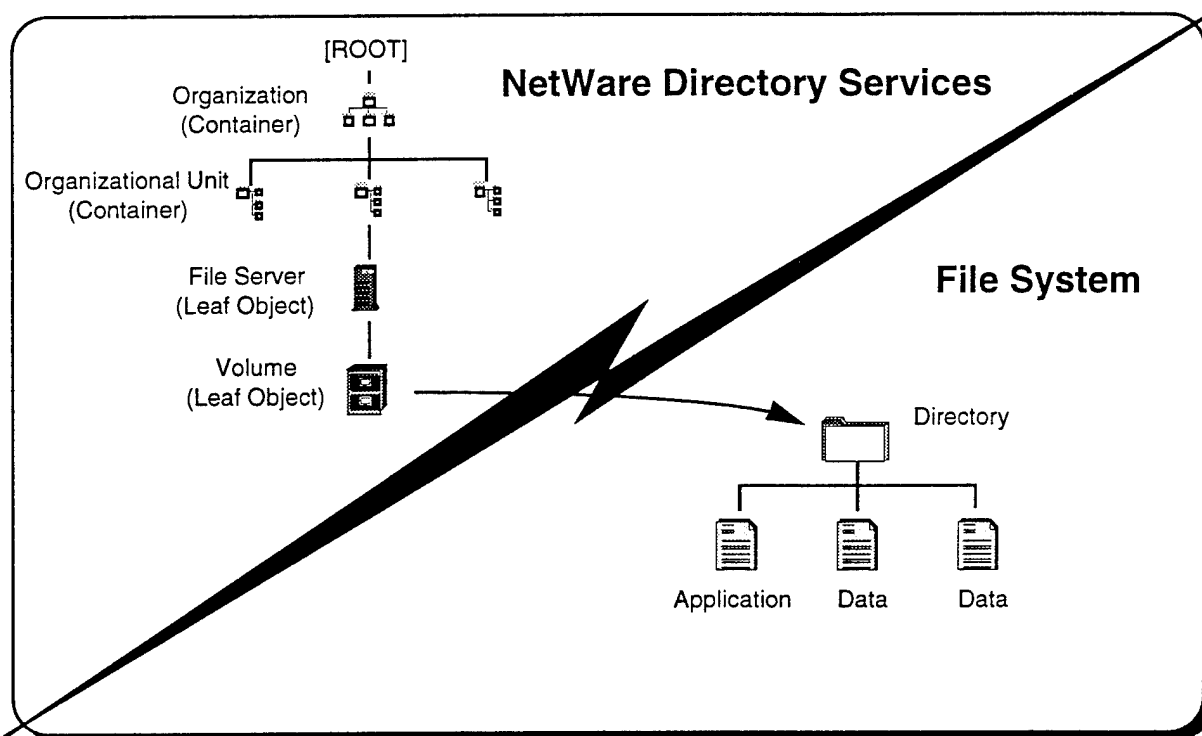 [ROOT]
NetWare Directory Services
Organization
(Container)
Organizational Unit
(Container)
File Server
(Leaf Object)
File System
Volume
(Leaf Object)
Directory
Application
Data
Data